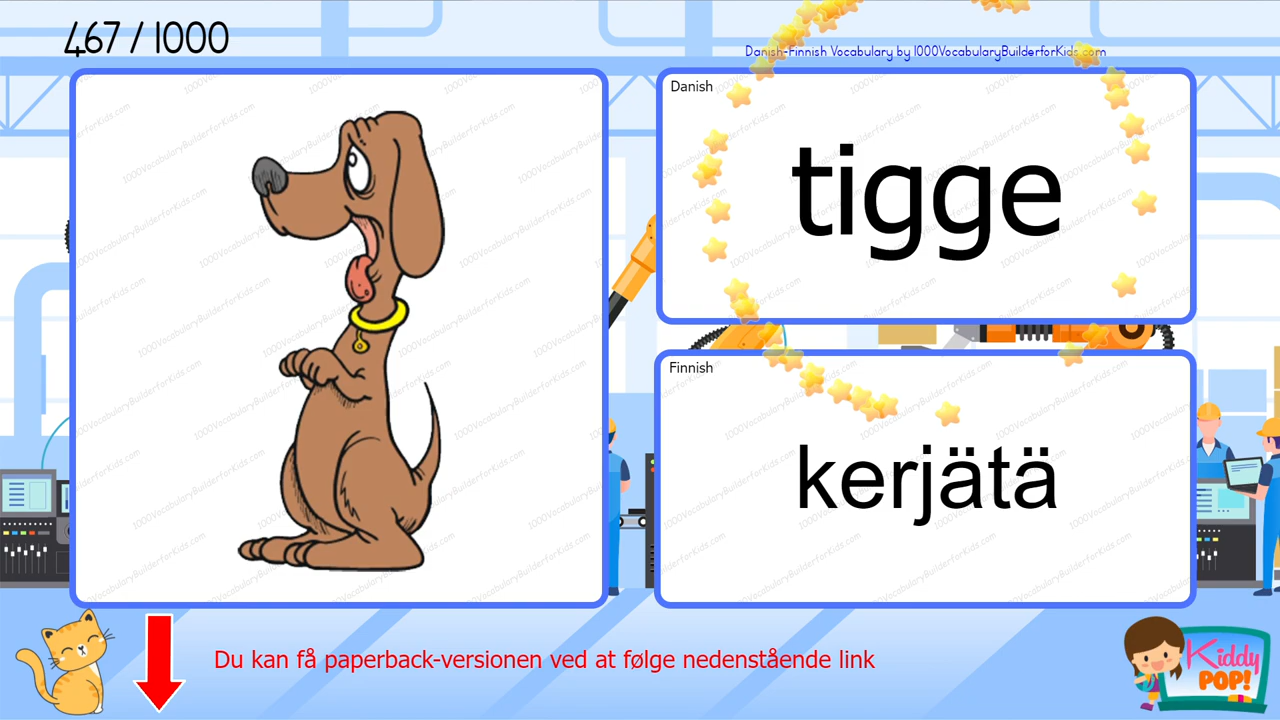 467 / 1000
Danish-Finnish Vocabulary by 1000VocabularyBuilderforKids.com
Danish
tigge
Finnish
kerjätä
Du kan få paperback-versionen ved at følge nedenstående link
Kiddy
POP!